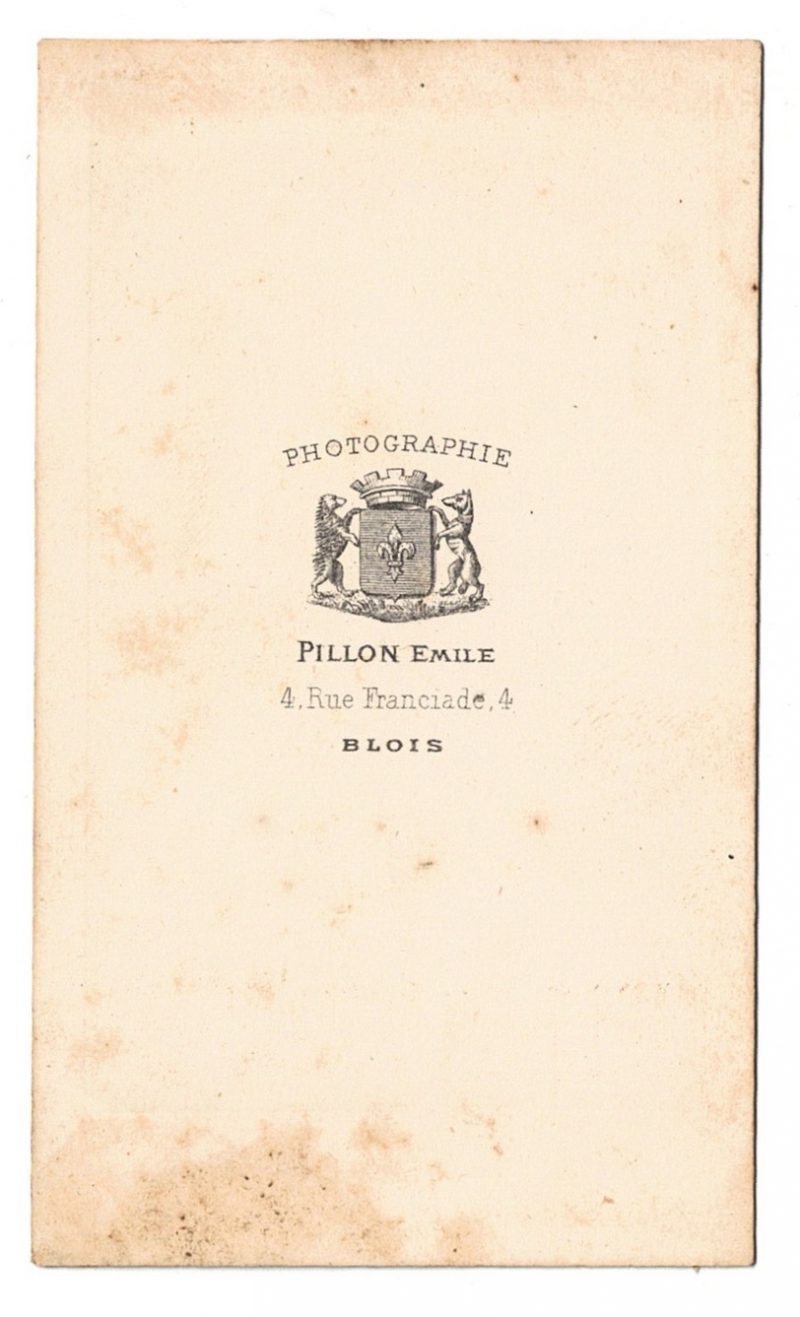 PHOTOGRAPHIE
PILLON EMILE
4, Rue Franciade, 4
BLOIS